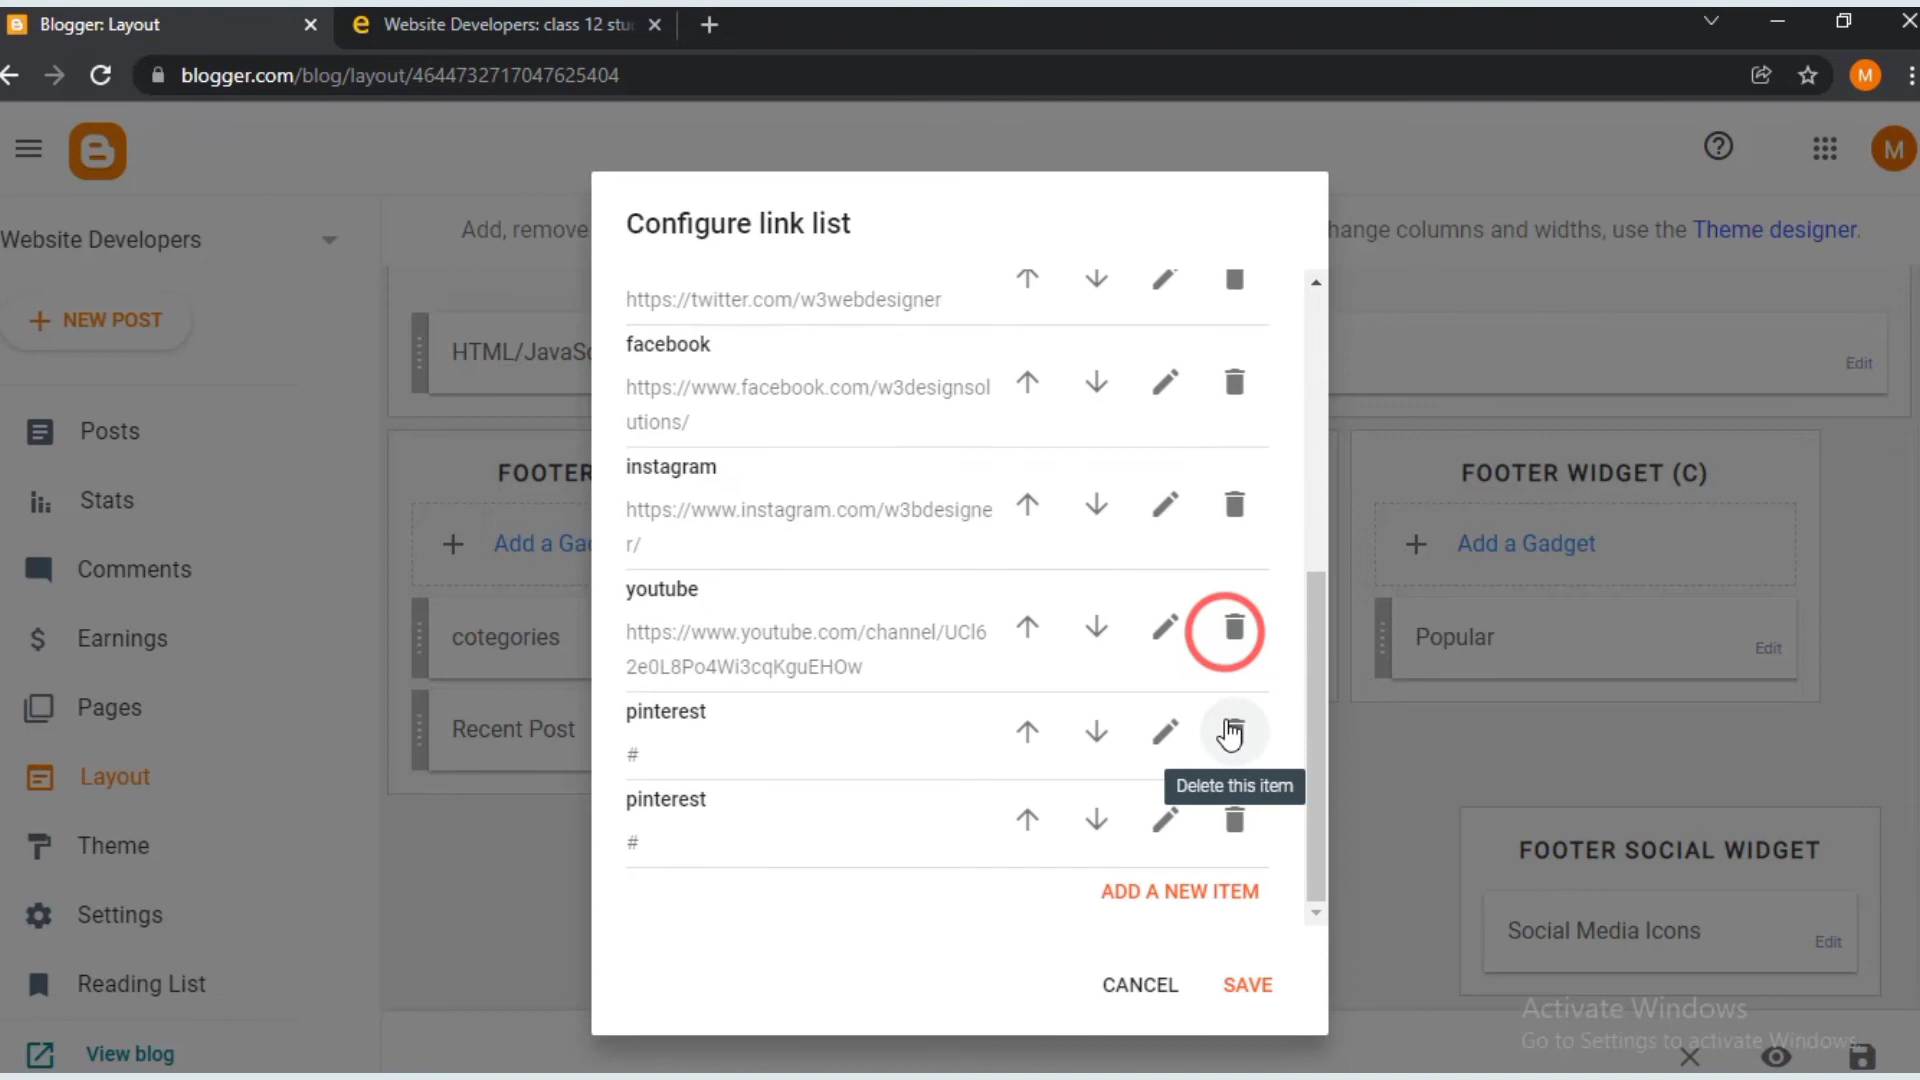 Blogger: Layout
Website Developers: class 12 stu
blogger.com/blog/layout/4644732717047625404
M
M
Website Developers
NEW POST
Posts
Stats
Comments
Earnings
Pages
Layout
Theme
Settings
Reading List
View blog
Add, remove
hange columns and widths, use the Theme designer.
HTML/JavaSc
Edit
FOOTER
Add a Gad
cotegories
Recent Post
Configure link list
https://twitter.com/w3webdesigner
facebook
https://www.facebook.com/w3designsol
utions/
instagram
https://www.instagram.com/w3bdesigne
r/
youtube
https://www.youtube.com/channel/UCl6
2e0L8Po4Wi3cqKguEHOw
pinterest
#
Delete this item
pinterest
#
ADD A NEW ITEM
CANCEL
SAVE
FOOTER WIDGET (C)
Add a Gadget
Popular
Edit
FOOTER SOCIAL WIDGET
Social Media Icons
Edit
Activate Windows
Go to Settings to activate Windows.